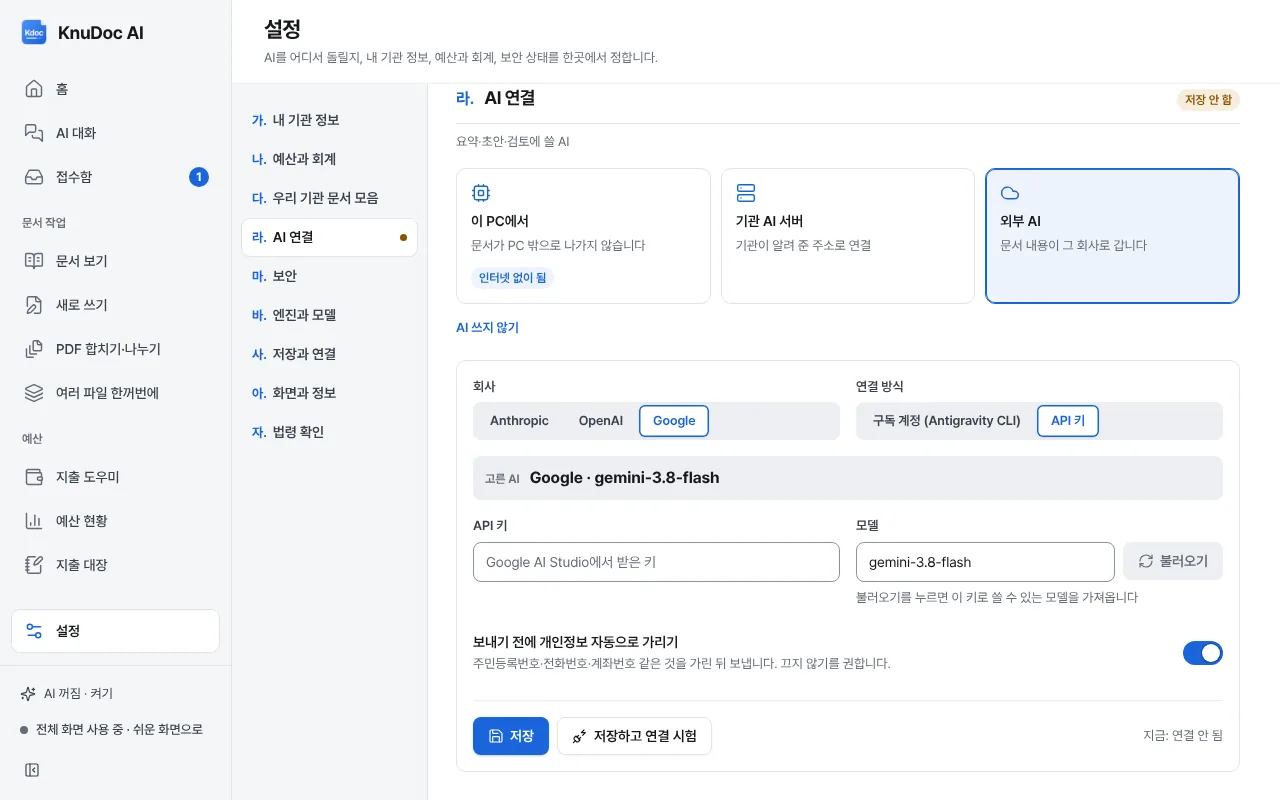 Kdoc
KnuDoc AI
홈
AI 대화
접수함
1
문서 작업
문서 보기
새로 쓰기
PDF 합치기·나누기
여러 파일 한꺼번에
예산
지출 도우미
예산 현황
지출 대장
설정
AI 꺼짐 · 켜기
전체 화면 사용 중 · 쉬운 화면으로
설정
AI를 어디서 돌릴지, 내 기관 정보, 예산과 회계, 보안 상태를 한곳에서 정합니다.
가. 내 기관 정보
나. 예산과 회계
다. 우리 기관 문서 모음
라. AI 연결
마. 보안
바. 엔진과 모델
사. 저장과 연결
아. 화면과 정보
자. 법령 확인
라. AI 연결
저장 안 함
요약·초안·검토에 쓸 AI
이 PC에서
문서가 PC 밖으로 나가지 않습니다
인터넷 없이 됨
기관 AI 서버
기관이 알려 준 주소로 연결
외부 AI
문서 내용이 그 회사로 갑니다
AI 쓰지 않기
회사
Anthropic OpenAI Google
연결 방식
구독 계정 (Antigravity CLI) API 키
고른 AI Google · gemini-3.8-flash
API 키
Google AI Studio에서 받은 키
모델
gemini-3.8-flash
불러오기
불러오기를 누르면 이 키로 쓸 수 있는 모델을 가져옵니다
보내기 전에 개인정보 자동으로 가리기
주민등록번호·전화번호·계좌번호 같은 것을 가린 뒤 보냅니다. 끄지 않기를 권합니다.
저장
저장하고 연결 시험
지금: 연결 안 됨